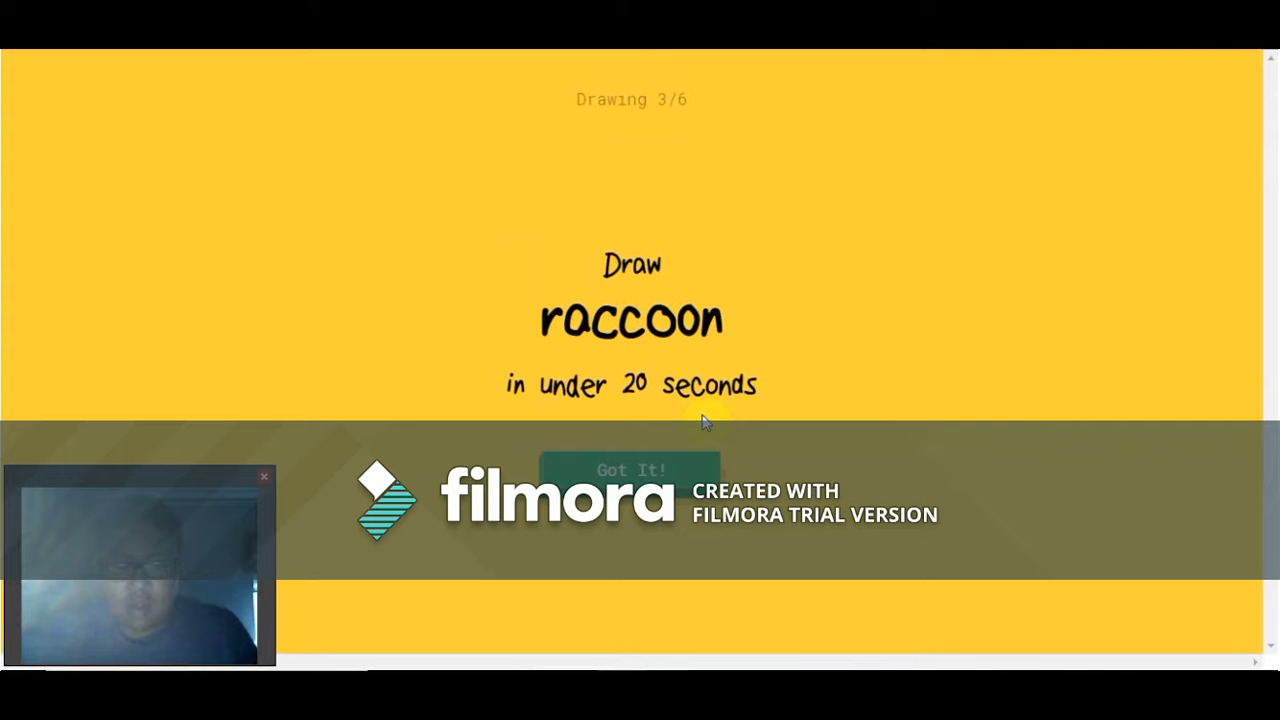 Drawing 3/6
Draw
raccoon
in under 20 seconds
Got It!
filmora
CREATED WITH
FILMORA TRIAL VERSION